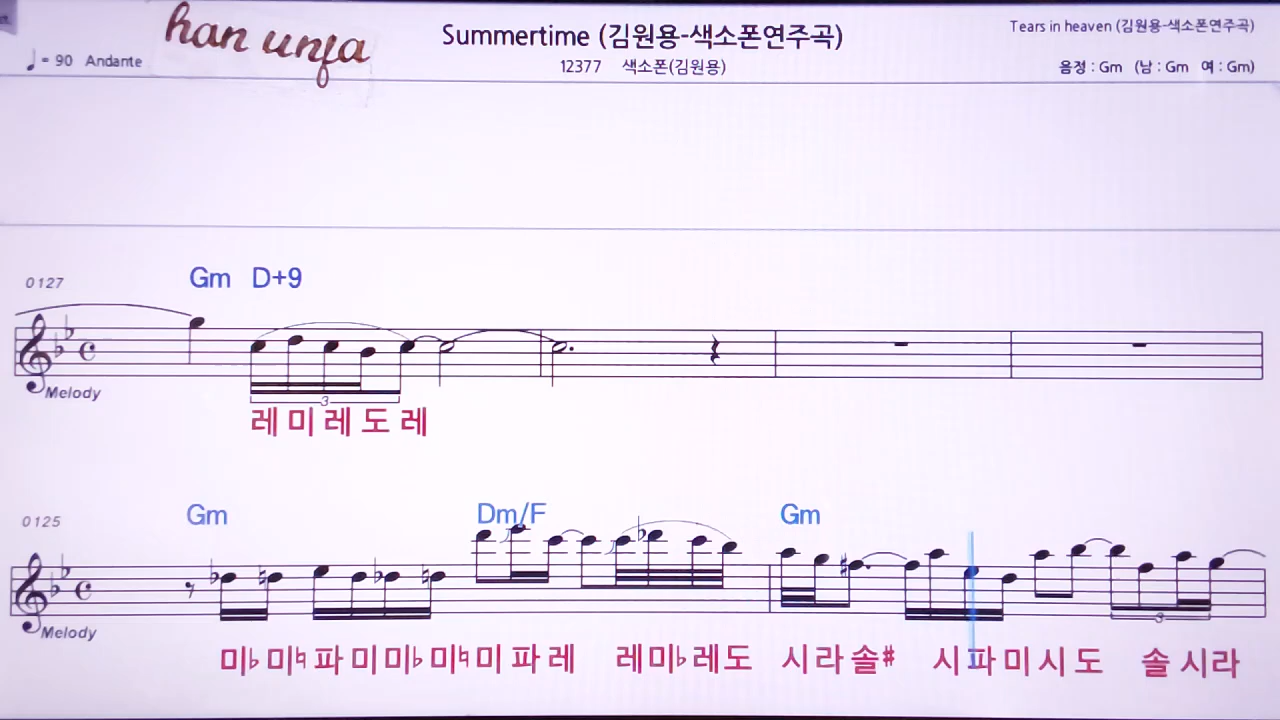 han unja
Summertime (김원용-색소폰연주곡)
Tears in heaven (김원용-색소폰연주곡)
♩ = 90 Andante
12377 색소폰(김원용)
음정 : Gm (남 : Gm 여 : Gm)
0127
Gm D+9
Melody
3
레 미 레 도 레
0125
Gm Dm/F Gm
Melody
3
미♭ 미♮ 파 미 미♭ 미♮ 미 파 레 레 미♭ 레 도 시 라 솔# 시 파 미 시 도 솔 시 라